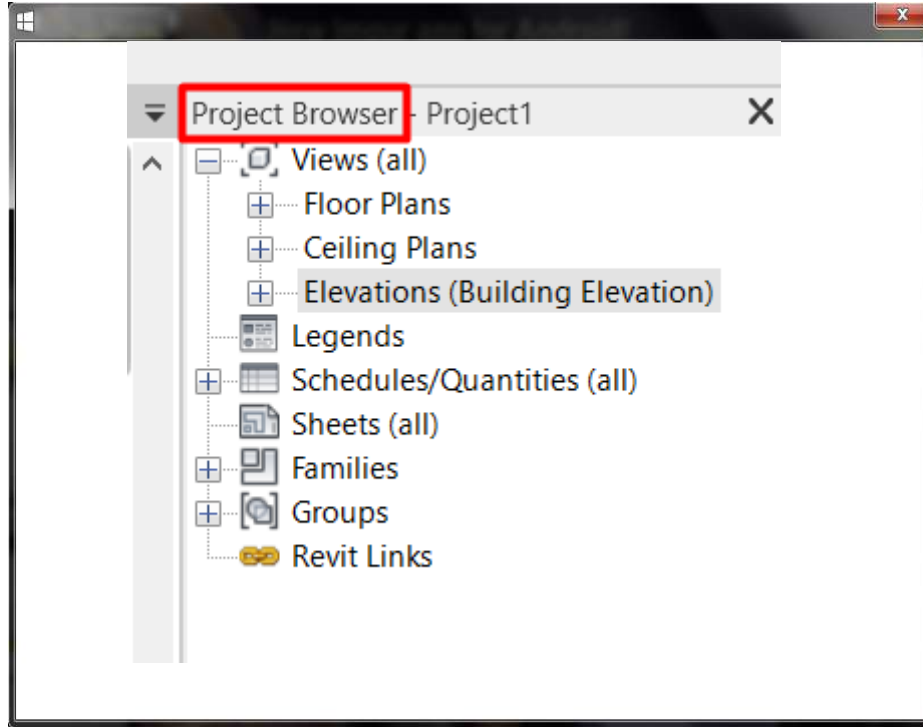 Project Browser - Project1
Views (all)
Floor Plans
Ceiling Plans
Elevations (Building Elevation)
Legends
Schedules/Quantities (all)
Sheets (all)
Families
Groups
Revit Links